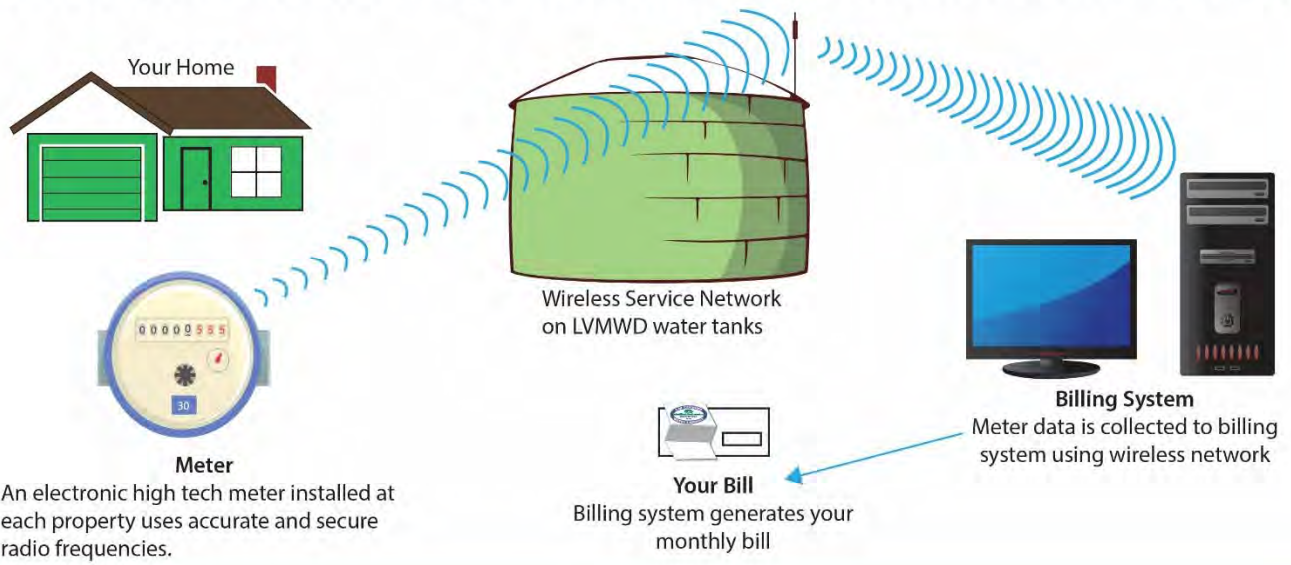 Your Home
Wireless Service Network
on LVMWD water tanks
00000555
30
Meter
An electronic high tech meter installed at
each property uses accurate and secure
radio frequencies.
Your Bill
Billing system generates your
monthly bill
Billing System
Meter data is collected to billing
system using wireless network